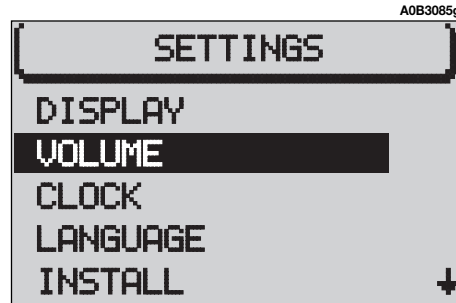 A0B3085g
SETTINGS
DISPLAY
VOLUME
CLOCK
LANGUAGE
INSTALL